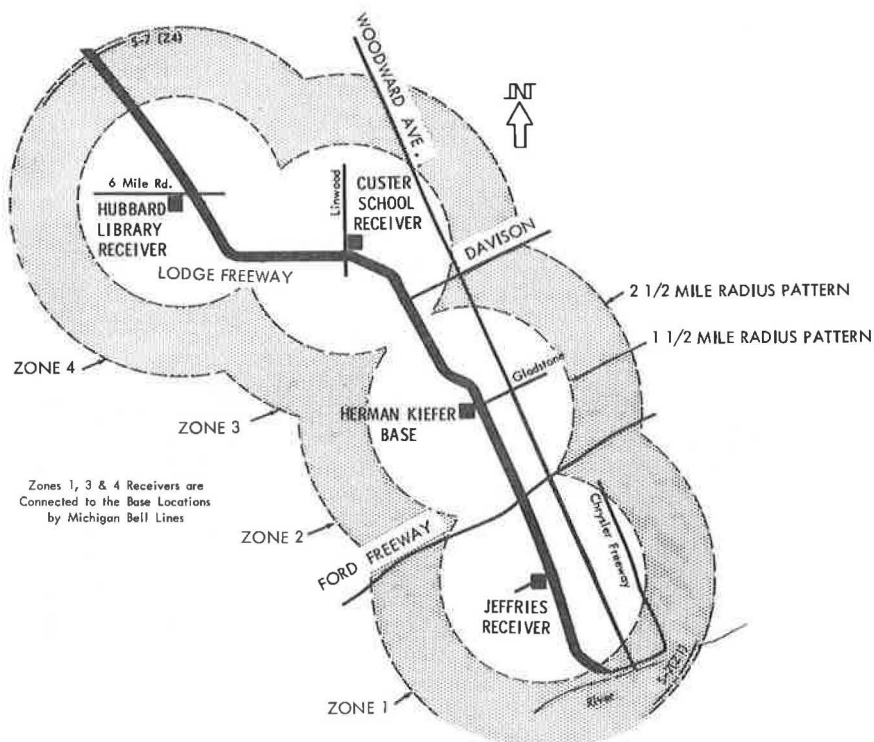 S-7 (Z4)
WOODWARD AVE.
N
6 Mile Rd.
HUBBARD
LIBRARY
RECEIVER
Linwood
CUSTER
SCHOOL
RECEIVER
DAVISON
LODGE FREEWAY
2 1/2 MILE RADIUS PATTERN
1 1/2 MILE RADIUS PATTERN
ZONE 4
Gladstone
ZONE 3
HERMAN KIEFER
BASE
Zones 1, 3 & 4 Receivers are
Connected to the Base Locations
by Michigan Bell Lines
ZONE 2
FORD FREEWAY
Chrysler Freeway
JEFFRIES
RECEIVER
S-7(Z1)
River
ZONE 1